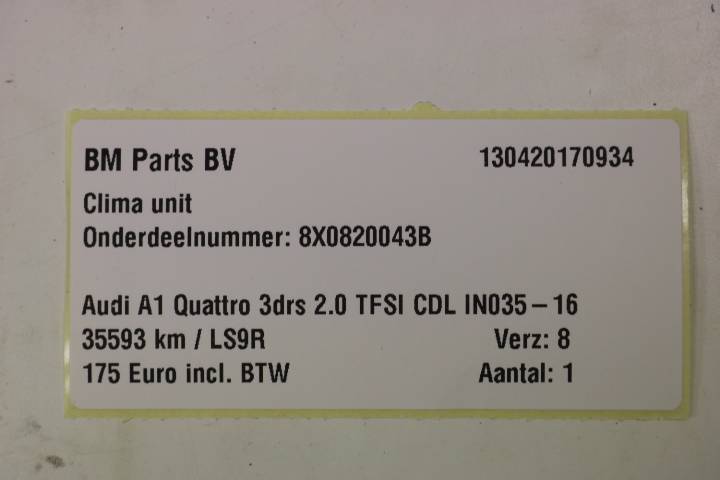 BM Parts BV 130420170934
Clima unit
Onderdeelnummer: 8X0820043B
Audi A1 Quattro 3drs 2.0 TFSI CDL IN035 – 16
35593 km / LS9R Verz: 8
175 Euro incl. BTW Aantal: 1